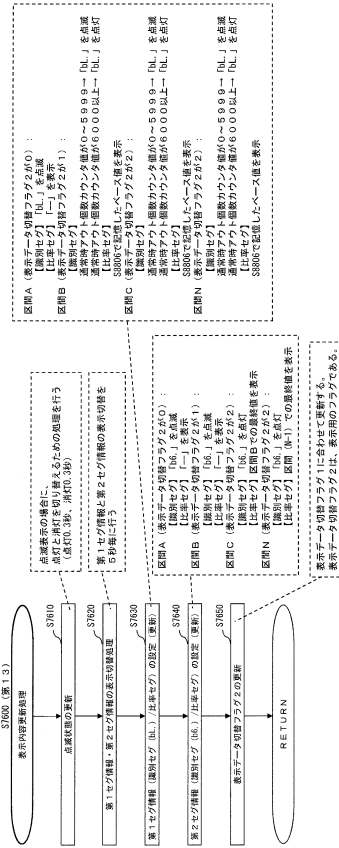 S7600（第13）
表示内容更新処理
S7610
点滅状態の更新
点滅表示の場合に、
点灯と消灯を切り替えるための処理を行う
（点灯0.3秒、消灯0.3秒）
S7620
第1セグ情報・第2セグ情報の表示切替処理
第1セグ情報と第2セグ情報の表示切替を
5秒毎に行う
S7630
第1セグ情報（識別セグ（bL.）/比率セグ）の設定（更新）
区間A（表示データ切替フラグ2が0）：
【識別セグ】「bL.」を点滅
【比率セグ】「－－」を表示
区間B（表示データ切替フラグ2が1）：
【識別セグ】
通常時アウト個数カウンタ値が0～5999→「bL.」を点滅
通常時アウト個数カウンタ値が6000以上→「bL.」を点灯
【比率セグ】
S8806で記憶したベース値を表示
区間C（表示データ切替フラグ2が2）：
【識別セグ】
通常時アウト個数カウンタ値が0～5999→「bL.」を点滅
通常時アウト個数カウンタ値が6000以上→「bL.」を点灯
【比率セグ】
S8806で記憶したベース値を表示
区間N（表示データ切替フラグ2が2）：
【識別セグ】
通常時アウト個数カウンタ値が0～5999→「bL.」を点滅
通常時アウト個数カウンタ値が6000以上→「bL.」を点灯
【比率セグ】
S8806で記憶したベース値を表示
S7640
第2セグ情報（識別セグ（b6.）/比率セグ）の設定（更新）
区間A（表示データ切替フラグ2が0）：
【識別セグ】「b6.」を点滅
【比率セグ】「－－」を表示
区間B（表示データ切替フラグ2が1）：
【識別セグ】「b6.」を点滅
【比率セグ】「－－」を表示
区間C（表示データ切替フラグ2が2）：
【識別セグ】「b6.」を点灯
【比率セグ】区間Bでの最終値を表示
区間N（表示データ切替フラグ2が2）：
【識別セグ】「b6.」を点灯
【比率セグ】区間（N-1）での最終値を表示
S7650
表示データ切替フラグ2の更新
表示データ切替フラグ1に合わせて更新する。
表示データ切替フラグ2は、表示用のフラグである。
RETURN